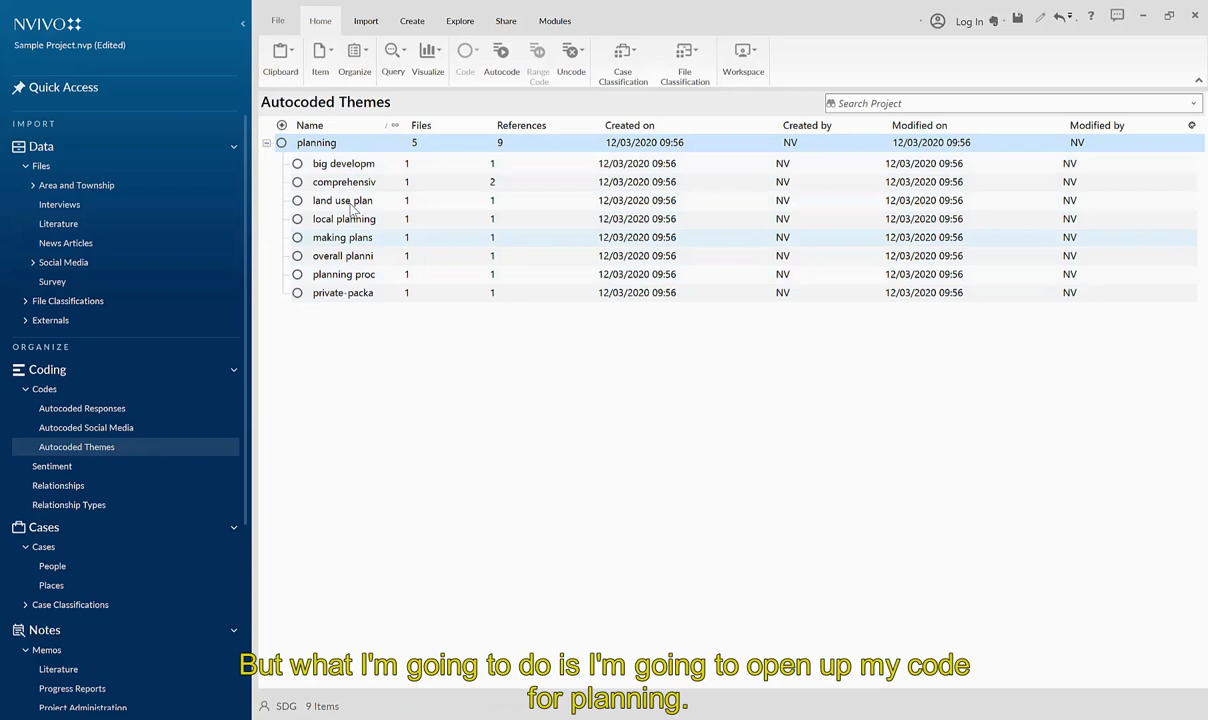 NVIVO
Sample Project.nvp (Edited)
Quick Access
IMPORT
Data
Files
Area and Township
Interviews
Literature
News Articles
Social Media
Survey
File Classifications
Externals
ORGANIZE
Coding
Codes
Autocoded Responses
Autocoded Social Media
Autocoded Themes
Sentiment
Relationships
Relationship Types
Cases
Cases
People
Places
Case Classifications
Notes
Memos
Literature
Progress Reports
Project Administration
File Home Import Create Explore Share Modules Log In
Clipboard Item Organize Query Visualize Code Autocode Range Code Uncode Case Classification File Classification Workspace
Autocoded Themes Search Project
Name Files References Created on Created by Modified on Modified by
planning 5 9 12/03/2020 09:56 NV 12/03/2020 09:56 NV
big developm 1 1 12/03/2020 09:56 NV 12/03/2020 09:56 NV
comprehensiv 1 2 12/03/2020 09:56 NV 12/03/2020 09:56 NV
land use plan 1 1 12/03/2020 09:56 NV 12/03/2020 09:56 NV
local planning 1 1 12/03/2020 09:56 NV 12/03/2020 09:56 NV
making plans 1 1 12/03/2020 09:56 NV 12/03/2020 09:56 NV
overall planni 1 1 12/03/2020 09:56 NV 12/03/2020 09:56 NV
planning proc 1 1 12/03/2020 09:56 NV 12/03/2020 09:56 NV
private-packa 1 1 12/03/2020 09:56 NV 12/03/2020 09:56 NV
But what I'm going to do is I'm going to open up my code
for planning.
SDG 9 Items